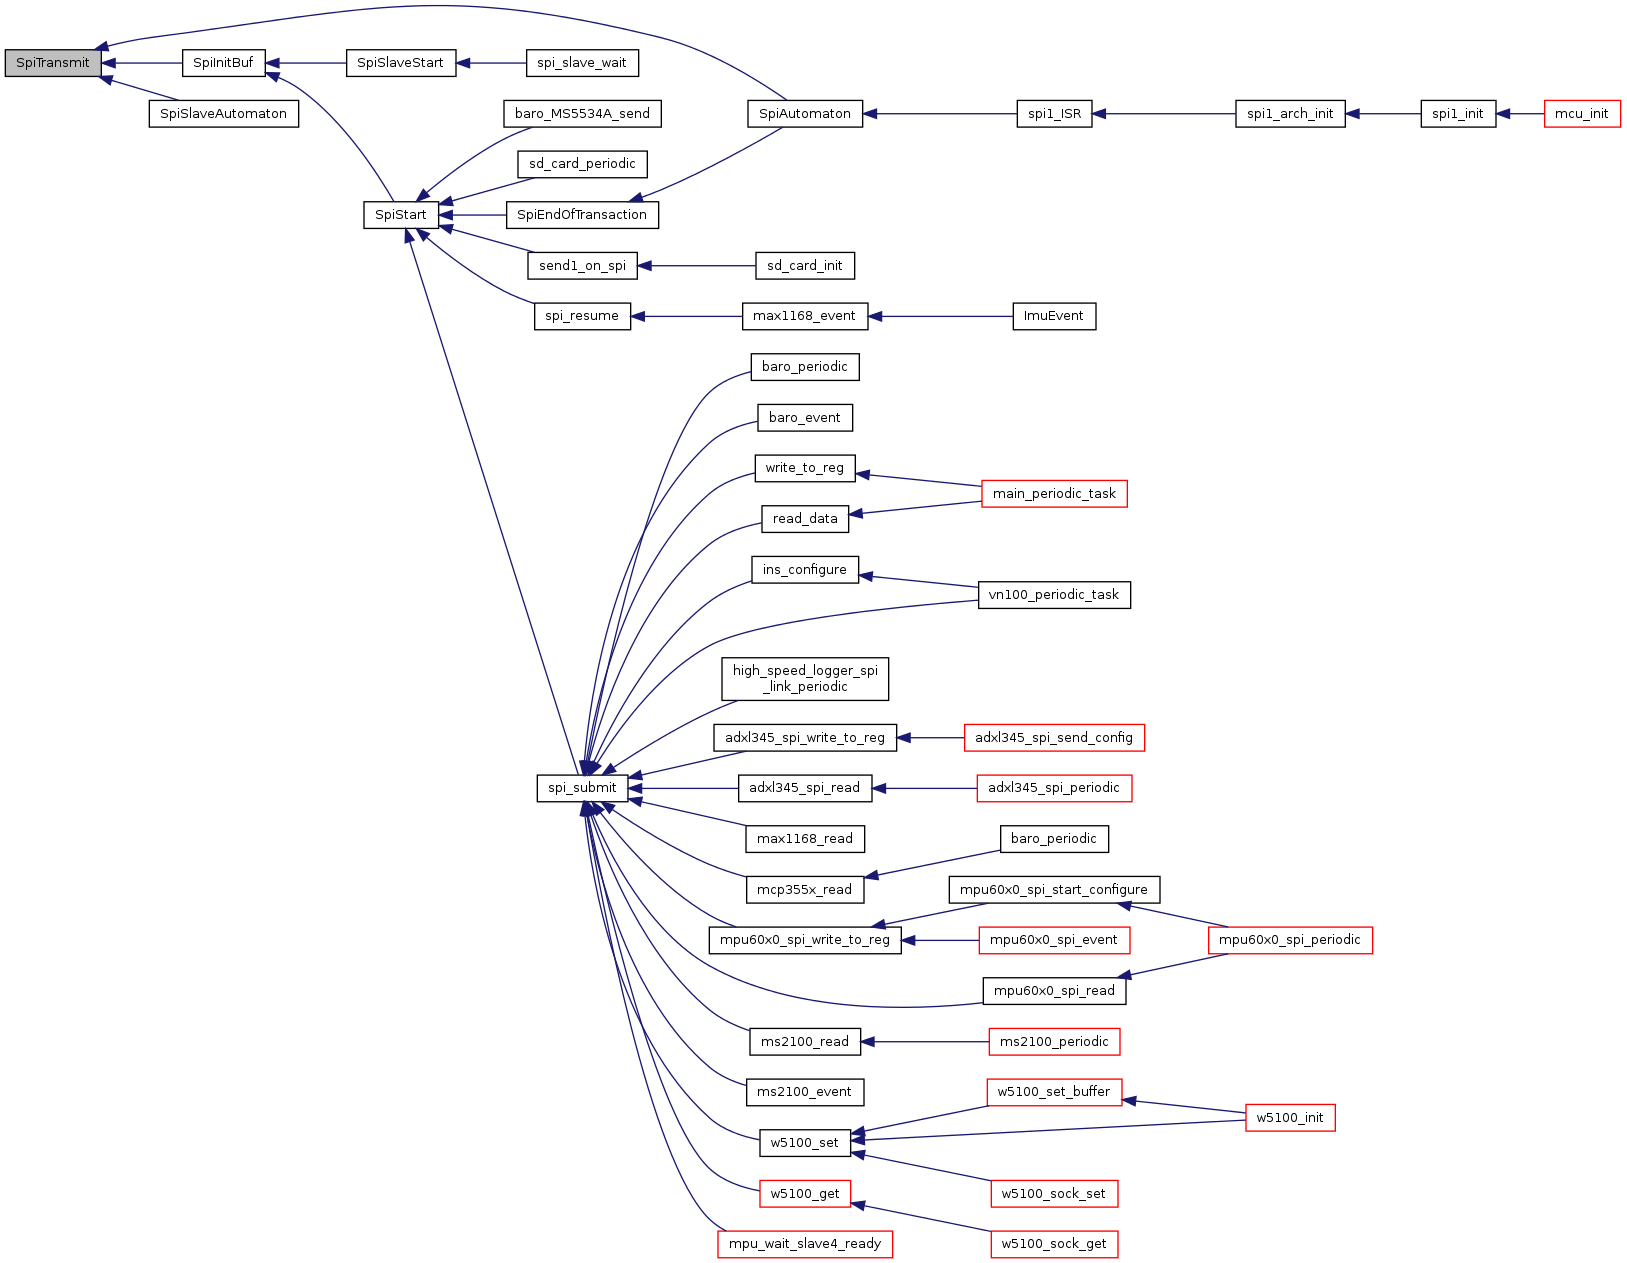 SpiTransmit
SpiInitBuf
SpiSlaveStart
spi_slave_wait
SpiSlaveAutomaton
baro_MS5534A_send
SpiAutomaton
spi1_ISR
spi1_arch_init
spi1_init
mcu_init
sd_card_periodic
SpiStart
SpiEndOfTransaction
send1_on_spi
sd_card_init
spi_resume
max1168_event
ImuEvent
baro_periodic
baro_event
write_to_reg
main_periodic_task
read_data
ins_configure
vn100_periodic_task
high_speed_logger_spi
_link_periodic
adxl345_spi_write_to_reg
adxl345_spi_send_config
spi_submit
adxl345_spi_read
adxl345_spi_periodic
max1168_read
baro_periodic
mcp355x_read
mpu60x0_spi_start_configure
mpu60x0_spi_write_to_reg
mpu60x0_spi_event
mpu60x0_spi_periodic
mpu60x0_spi_read
ms2100_read
ms2100_periodic
ms2100_event
w5100_set_buffer
w5100_init
w5100_set
w5100_get
w5100_sock_set
mpu_wait_slave4_ready
w5100_sock_get